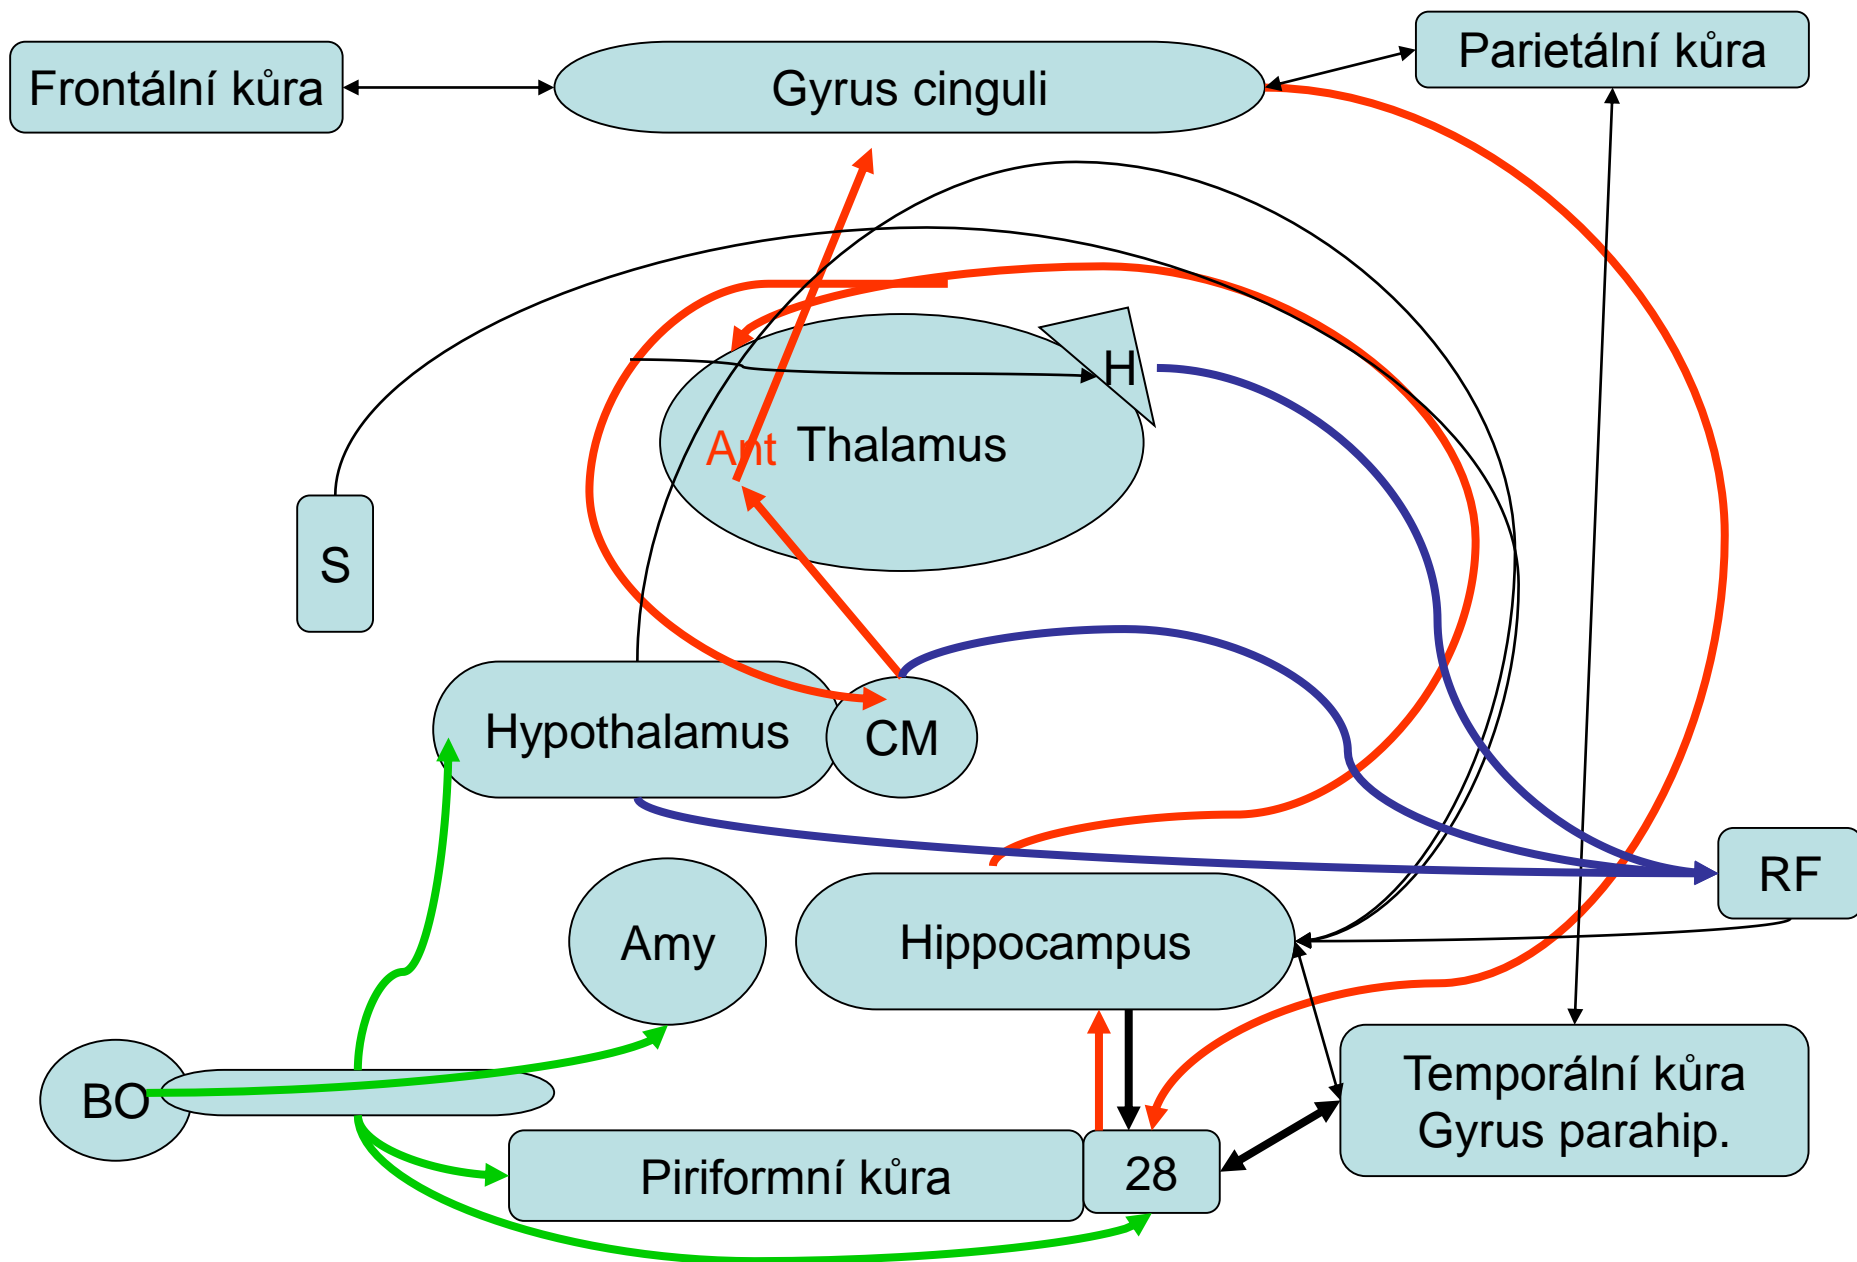 Frontální kůra
Gyrus cinguli
Parietální kůra
H
Ant
Thalamus
S
Hypothalamus
CM
RF
Amy
Hippocampus
BO
Temporální kůra
Gyrus parahip.
Piriformní kůra
28